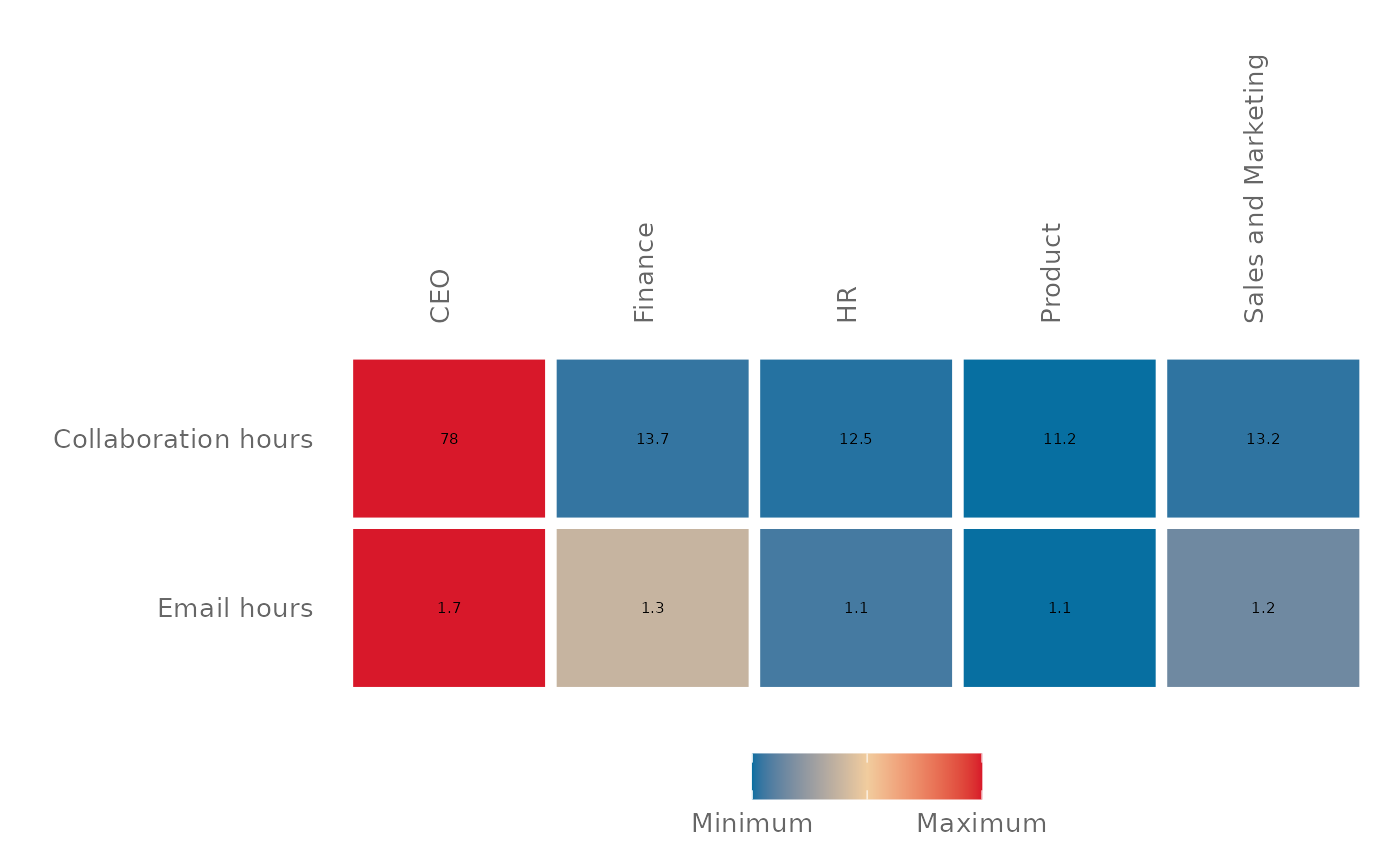 CEO
Finance
HR
Product
Sales and Marketing
Collaboration hours
78
13.7
12.5
11.2
13.2
Email hours
1.7
1.3
1.1
1.1
1.2
Minimum
Maximum